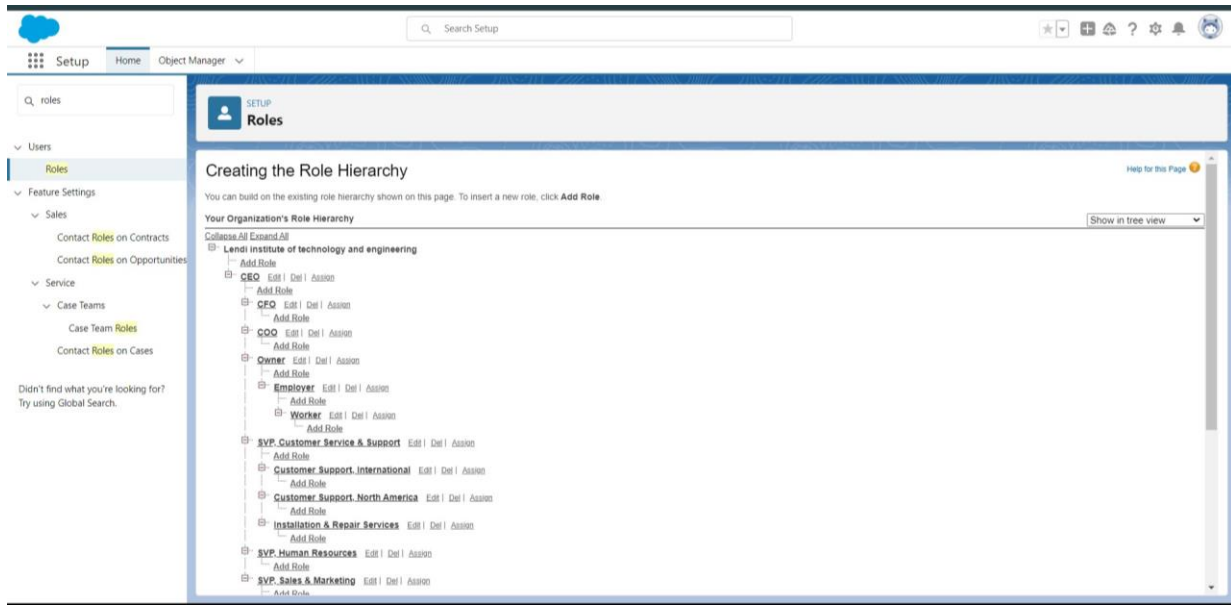 Search Setup
Setup
Home
Object Manager
roles
Users
Roles
Feature Settings
Sales
Contact Roles on Contracts
Contact Roles on Opportunities
Service
Case Teams
Case Team Roles
Contact Roles on Cases
Didn't find what you're looking for?
Try using Global Search.
SETUP
Roles
Creating the Role Hierarchy
Help for this Page
You can build on the existing role hierarchy shown on this page. To insert a new role, click Add Role.
Your Organization's Role Hierarchy
Show in tree view
Collapse All Expand All
Lendi institute of technology and engineering
Add Role
CEO Edit | Del | Assign
Add Role
CFO Edit | Del | Assign
Add Role
COO Edit | Del | Assign
Add Role
Owner Edit | Del | Assign
Add Role
Employer Edit | Del | Assign
Add Role
Worker Edit | Del | Assign
Add Role
SVP, Customer Service & Support Edit | Del | Assign
Add Role
Customer Support, International Edit | Del | Assign
Add Role
Customer Support, North America Edit | Del | Assign
Add Role
Installation & Repair Services Edit | Del | Assign
Add Role
SVP, Human Resources Edit | Del | Assign
Add Role
SVP, Sales & Marketing Edit | Del | Assign
Add Role